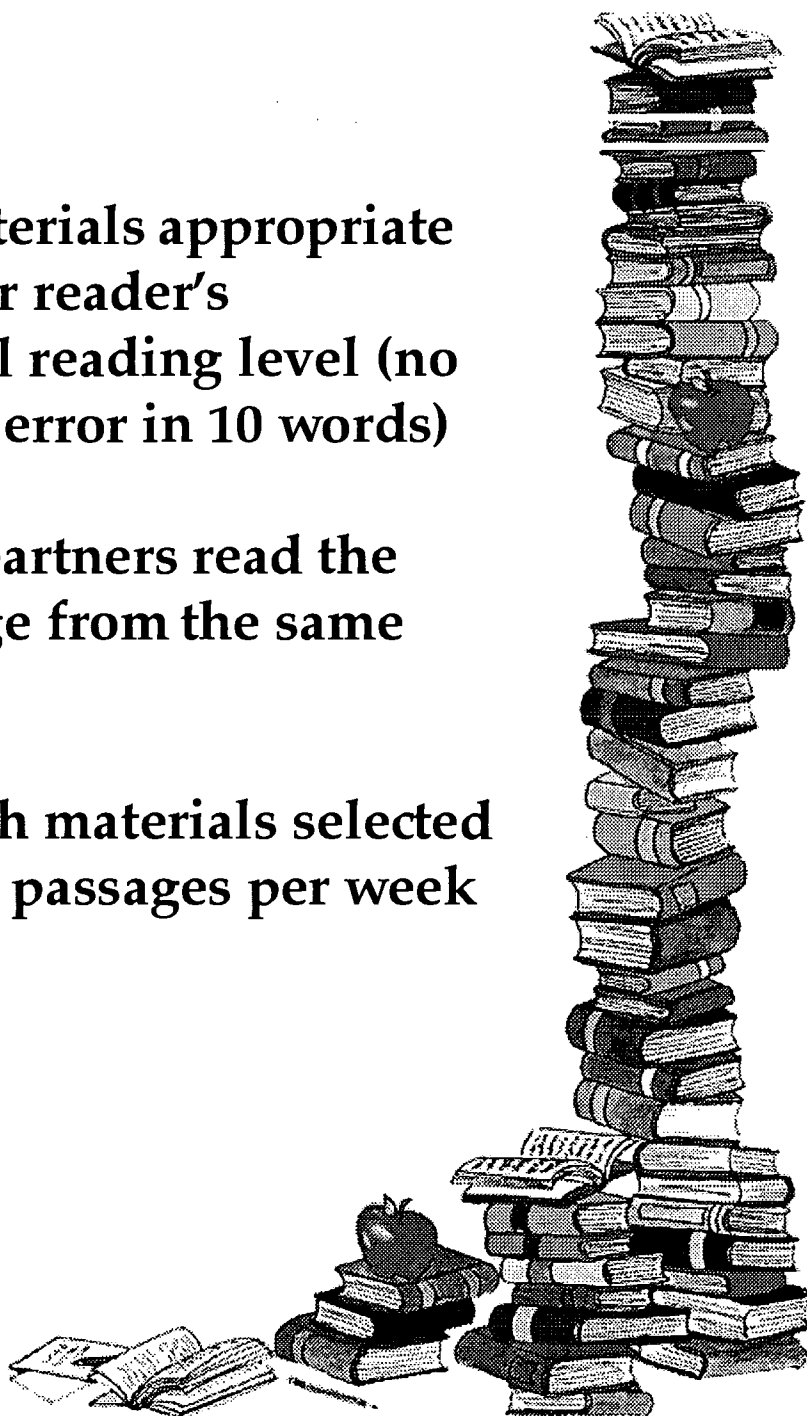 terials appropriate
r reader's
l reading level (no
error in 10 words)
artners read the
ge from the same
h materials selected
passages per week